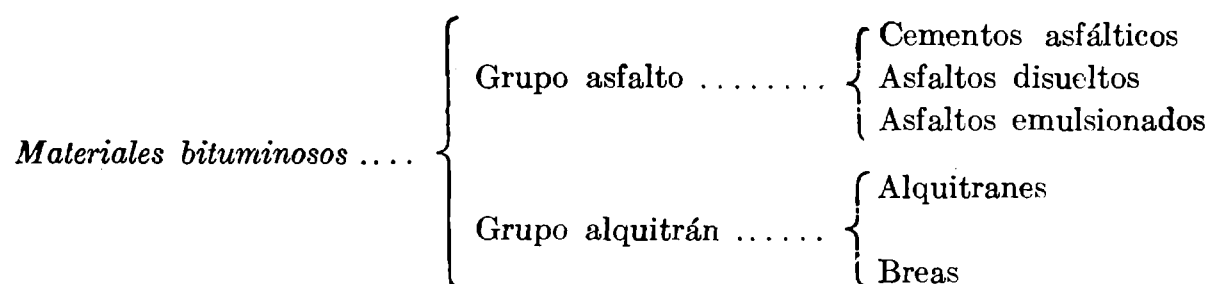 Cementos asfálticos
Grupo asfalto ........ Asfaltos disueltos
Asfaltos emulsionados
Materiales bituminosos ....
Alquitranes
Grupo alquitrán ......
Breas